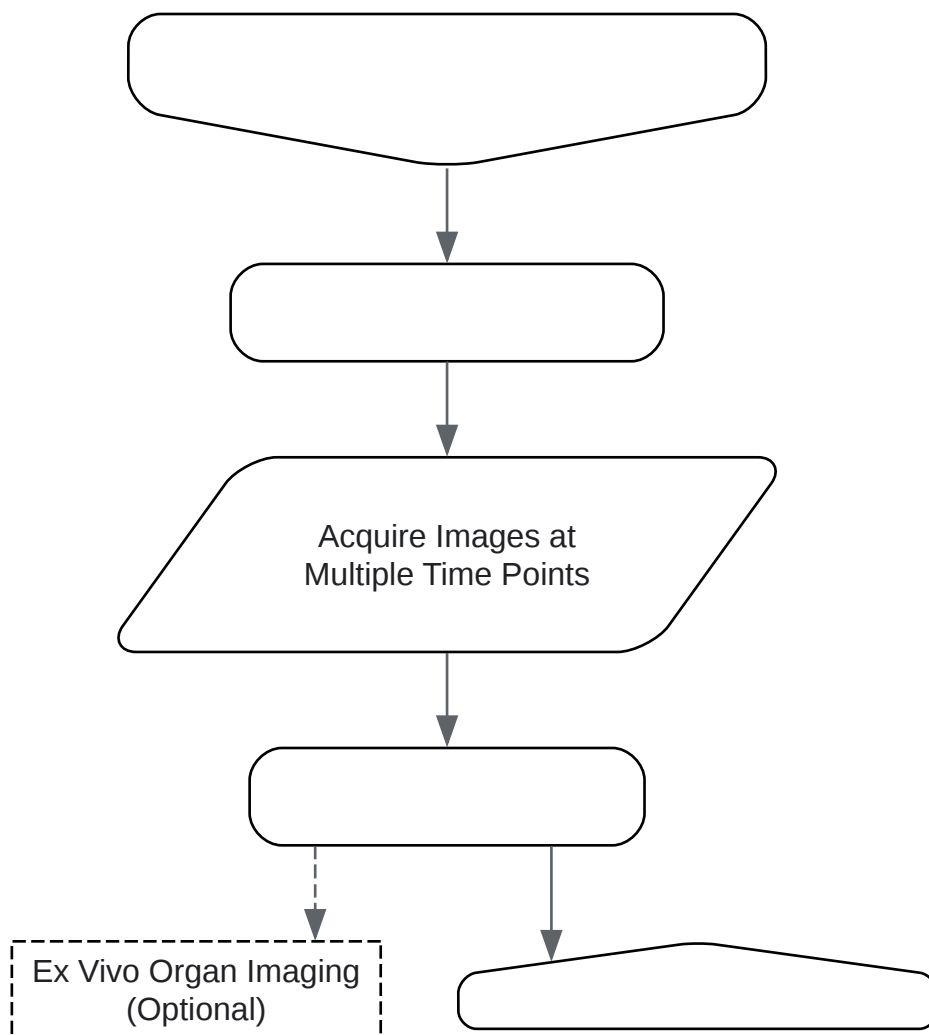 Acquire Images at
Multiple Time Points
Ex Vivo Organ Imaging
(Optional)